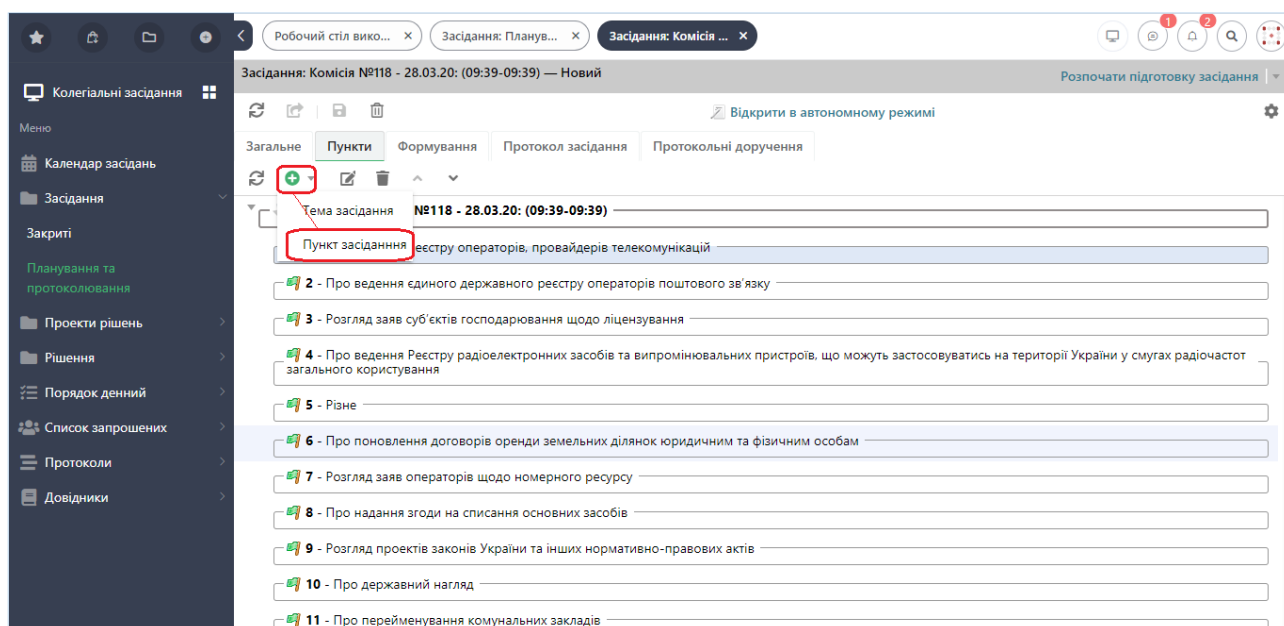 Робочий стіл вико... ×
Засідання: Планув... ×
Засідання: Комісія ... ×
1
2
Засідання: Комісія №118 - 28.03.20: (09:39-09:39) — Новий
Розпочати підготовку засідання
Колегіальні засідання
Відкрити в автономному режимі
Меню
Загальне
Пункти
Формування
Протокол засідання
Протокольні доручення
Календар засідань
Засідання
Закриті
Планування та
протоколювання
Проекти рішень
Рішення
Порядок денний
Список запрошених
Протоколи
Довідники
Тема засідання
№118 - 28.03.20: (09:39-09:39)
Пункт засіданння
реєстру операторів, провайдерів телекомунікацій
2 - Про ведення єдиного державного реєстру операторів поштового зв'язку
3 - Розгляд заяв суб'єктів господарювання щодо ліцензування
4 - Про ведення Реєстру радіоелектронних засобів та випромінювальних пристроїв, що можуть застосовуватись на території України у смугах радіочастот
загального користування
5 - Різне
6 - Про поновлення договорів оренди земельних ділянок юридичним та фізичним особам
7 - Розгляд заяв операторів щодо номерного ресурсу
8 - Про надання згоди на списання основних засобів
9 - Розгляд проектів законів України та інших нормативно-правових актів
10 - Про державний нагляд
11 - Про перейменування комунальних закладів